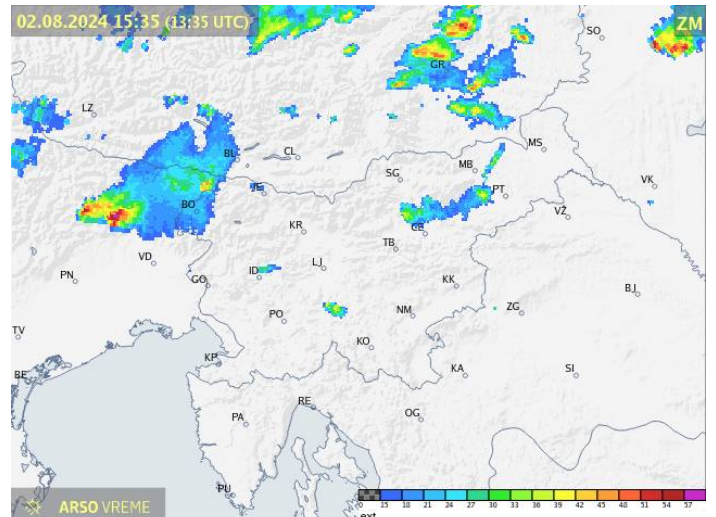 02.08.2024 15:35 (13:35 UTC)
ZM
SO
GR
LZ
BL
CL
MS
SG
MB
JE
PT
VK
BO
VŽ
KR
CE
TB
VD
LJ
ID
GO
PN
KK
BJ
PO
NM
ZG
TV
KO
KP
BE
KA
SI
RE
PA
OG
PU
ARSO VREME
0 15 18 21 24 27 30 33 36 39 42 45 48 51 54 57
ext